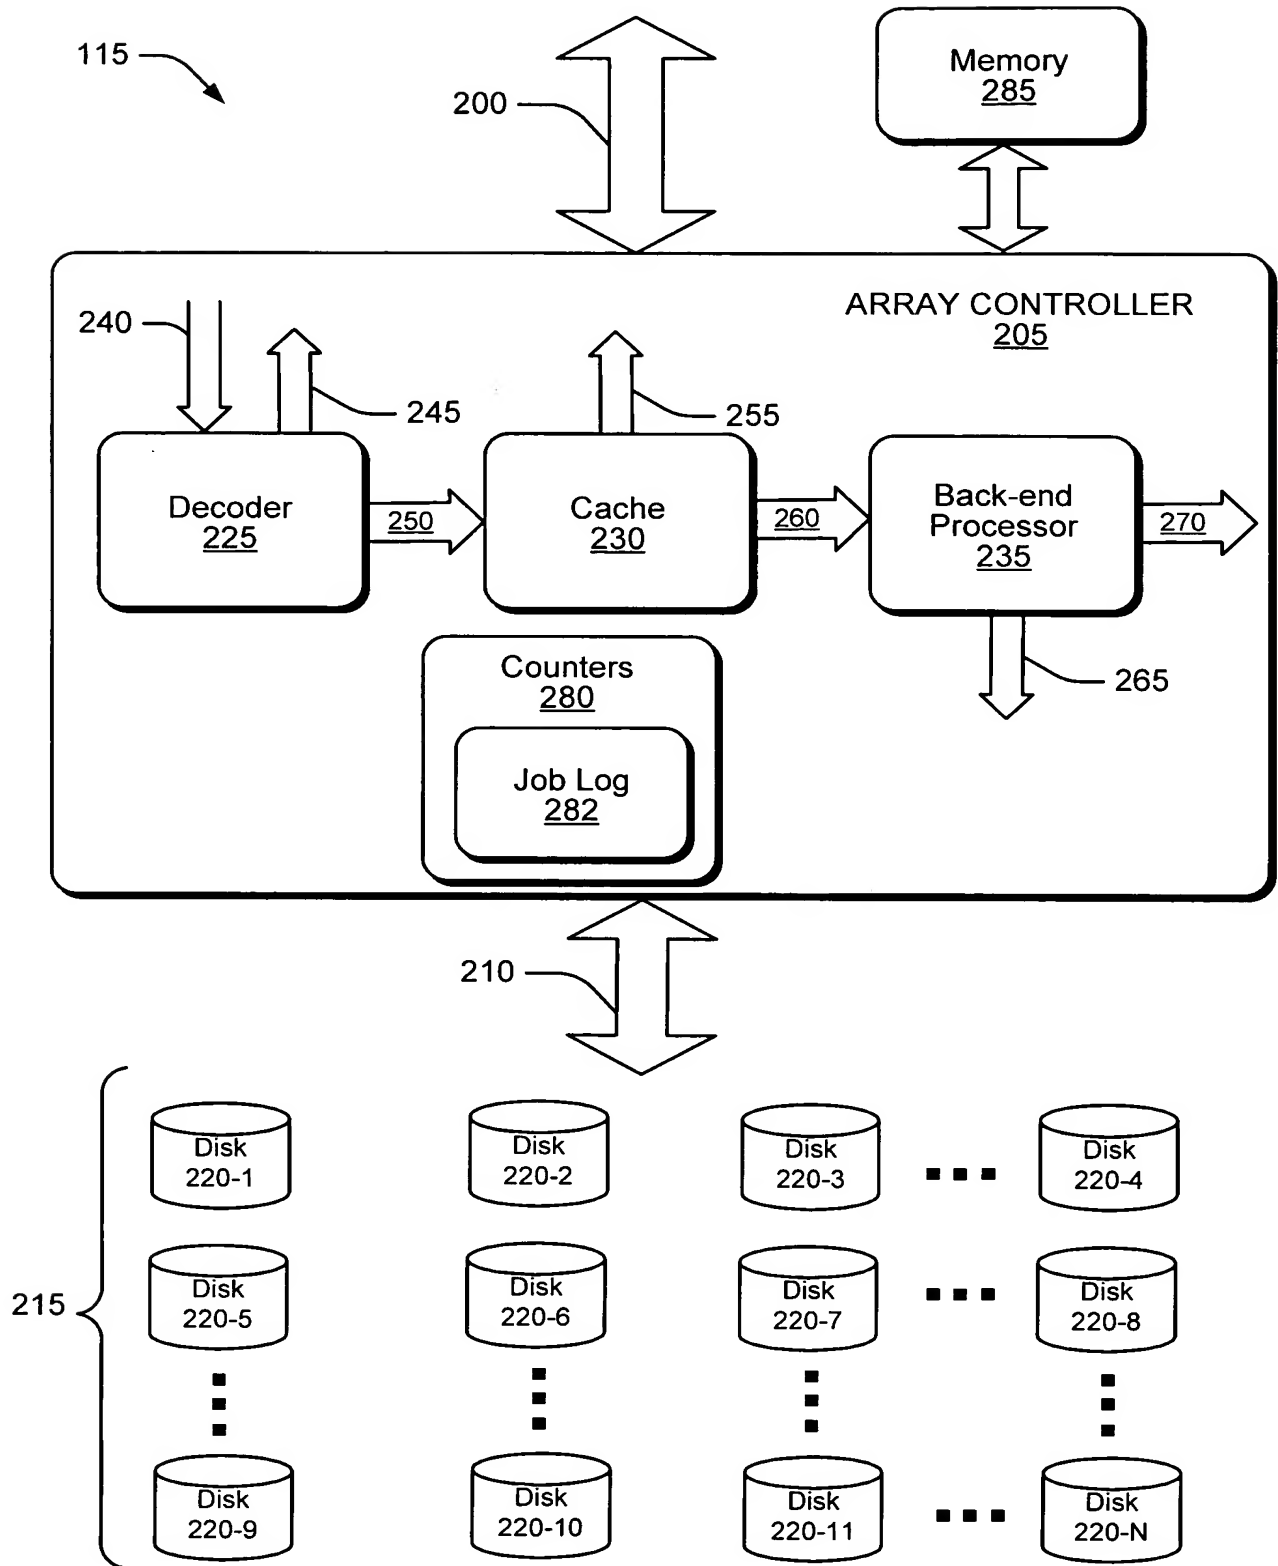 115
200
Memory
285
ARRAY CONTROLLER
205
240
245
255
Decoder
225
250
Cache
230
260
Back-end
Processor
235
270
265
Counters
280
Job Log
282
210
215
Disk
220-1
Disk
220-2
Disk
220-3
Disk
220-4
Disk
220-5
Disk
220-6
Disk
220-7
Disk
220-8
Disk
220-9
Disk
220-10
Disk
220-11
Disk
220-N